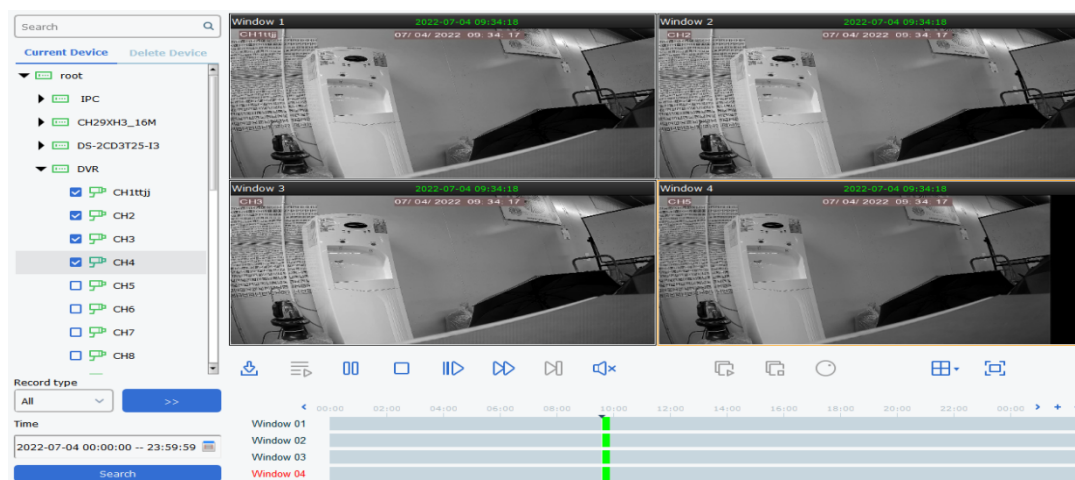 Search
Current Device Delete Device
root
IPC
CH29XH3_16M
DS-2CD3T25-I3
DVR
CH1ttjj
CH2
CH3
CH4
CH5
CH6
CH7
CH8
Record type
All >>
Time
2022-07-04 00:00:00 -- 23:59:59
Search
Window 1 2022-07-04 09:34:18
CH1ttjj 07/04/2022 09:34:17
Window 2 2022-07-04 09:34:18
CH2 07/04/2022 09:34:17
Window 3 2022-07-04 09:34:18
CH3 07/04/2022 09:34:17
Window 4 2022-07-04 09:34:18
CH5 07/04/2022 09:34:17
< 00:00 02:00 04:00 06:00 08:00 10:00 12:00 14:00 16:00 18:00 20:00 22:00 00:00 > +
Window 01
Window 02
Window 03
Window 04